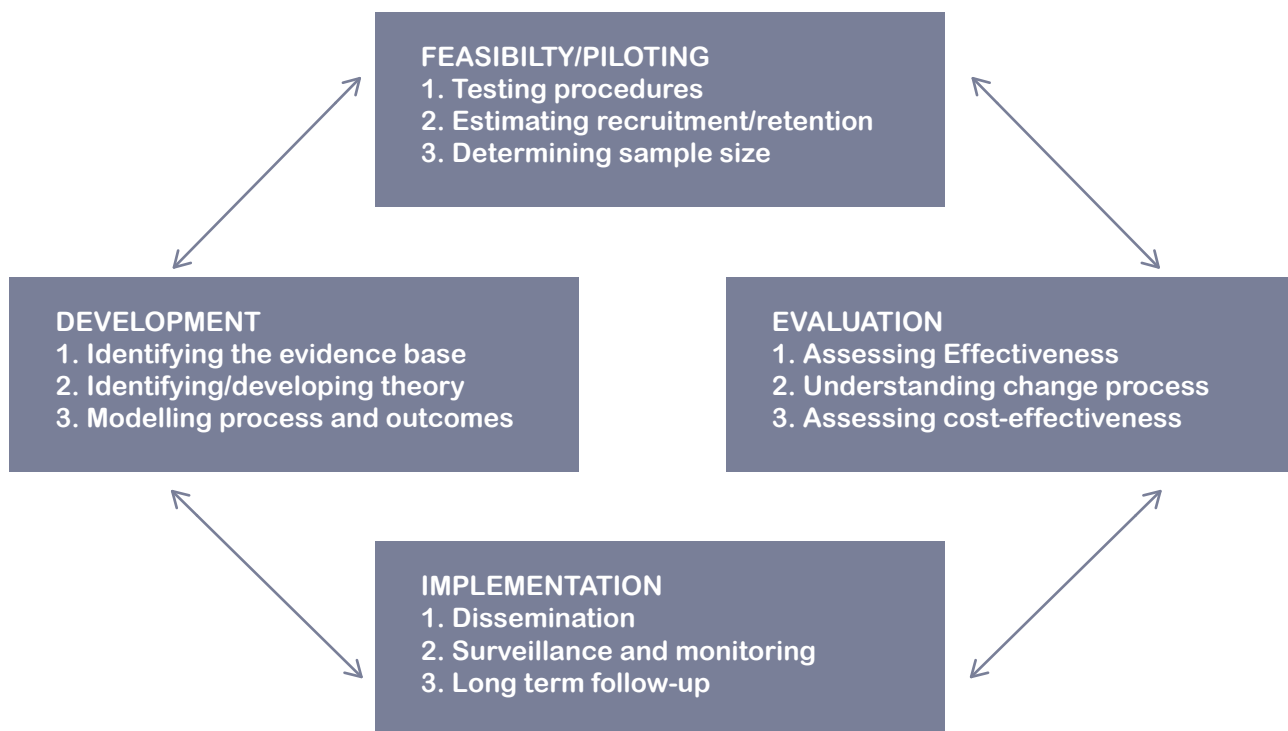 FEASIBILTY/PILOTING
1. Testing procedures
2. Estimating recruitment/retention
3. Determining sample size
DEVELOPMENT
1. Identifying the evidence base
2. Identifying/developing theory
3. Modelling process and outcomes
EVALUATION
1. Assessing Effectiveness
2. Understanding change process
3. Assessing cost-effectiveness
IMPLEMENTATION
1. Dissemination
2. Surveillance and monitoring
3. Long term follow-up